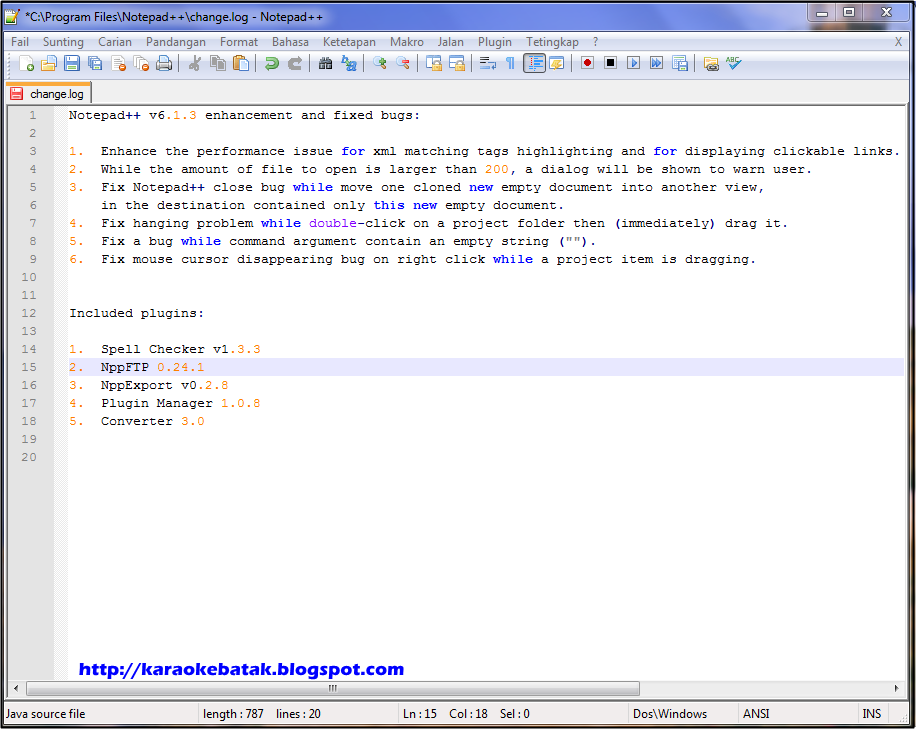 *C:\Program Files\Notepad++\change.log - Notepad++
Fail Sunting Carian Pandangan Format Bahasa Ketetapan Makro Jalan Plugin Tetingkap ? X
ABC
change.log
1 Notepad++ v6.1.3 enhancement and fixed bugs:
2
3 1. Enhance the performance issue for xml matching tags highlighting and for displaying clickable links.
4 2. While the amount of file to open is larger than 200, a dialog will be shown to warn user.
5 3. Fix Notepad++ close bug while move one cloned new empty document into another view,
6 in the destination contained only this new empty document.
7 4. Fix hanging problem while double-click on a project folder then (immediately) drag it.
8 5. Fix a bug while command argument contain an empty string ("").
9 6. Fix mouse cursor disappearing bug on right click while a project item is dragging.
10
11
12 Included plugins:
13
14 1. Spell Checker v1.3.3
15 2. NppFTP 0.24.1
16 3. NppExport v0.2.8
17 4. Plugin Manager 1.0.8
18 5. Converter 3.0
19
20
http://karaokebatak.blogspot.com
Java source file length : 787 lines : 20 Ln : 15 Col : 18 Sel : 0 Dos\Windows ANSI INS